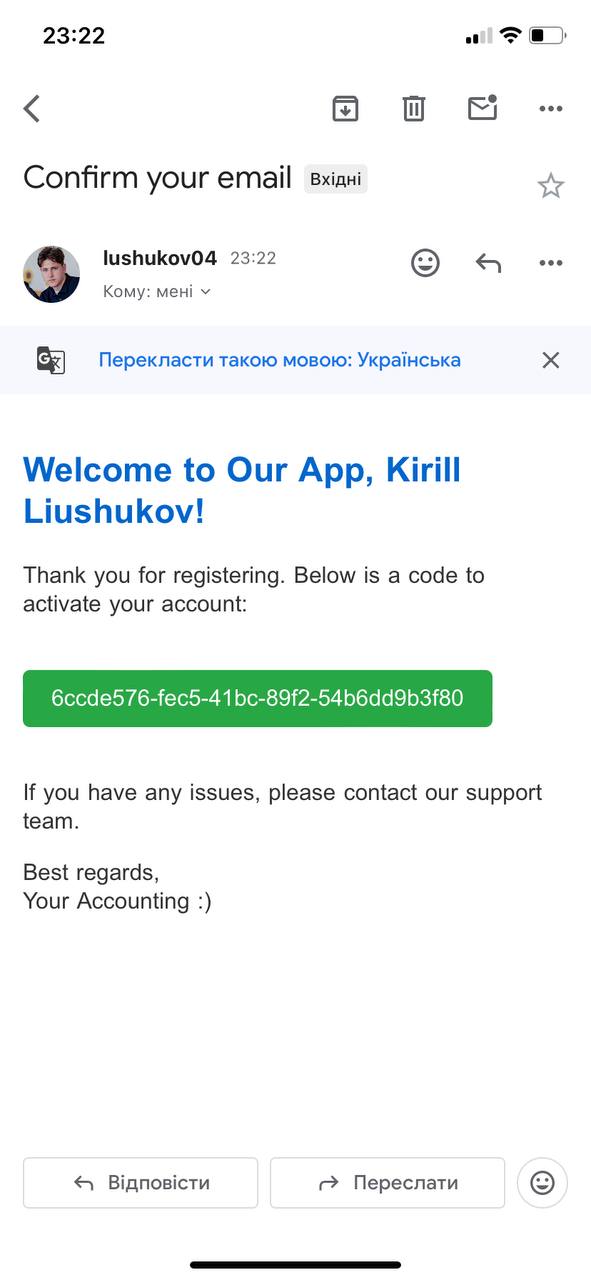 23:22
Confirm your email Вхідні
lushukov04 23:22
Кому: мені
Перекласти такою мовою: Українська
Welcome to Our App, Kirill
Liushukov!
Thank you for registering. Below is a code to
activate your account:
6ccde576-fec5-41bc-89f2-54b6dd9b3f80
If you have any issues, please contact our support
team.
Best regards,
Your Accounting :)
Відповісти
Переслати